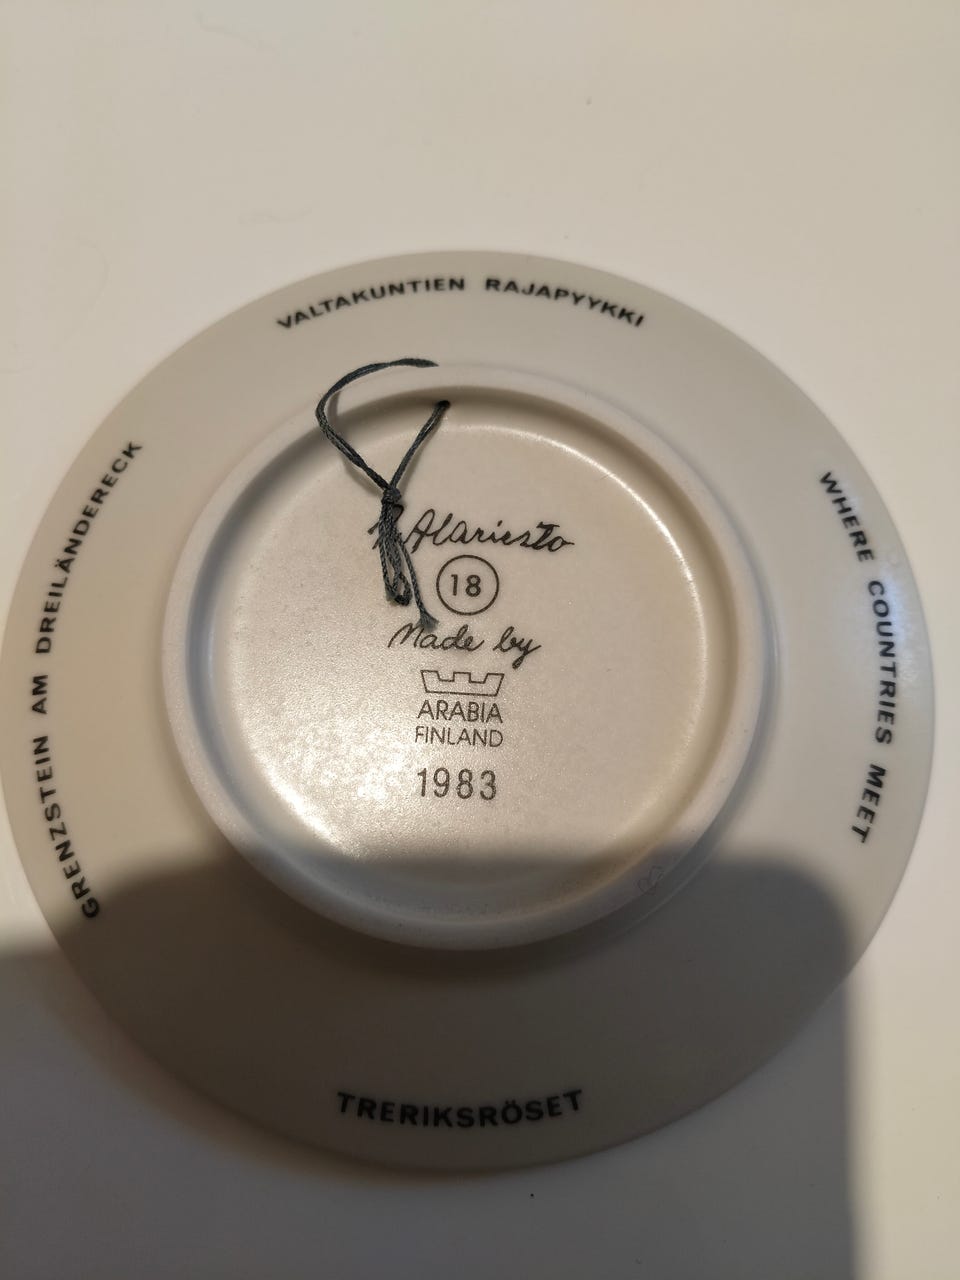 VALTAKUNTIEN RAJAPYYKKI
WHERE COUNTRIES MEET
TRERIKSRÖSET
GRENZSTEIN AM DREILÄNDERECK
Alariesto
18
Made by
ARABIA
FINLAND
1983